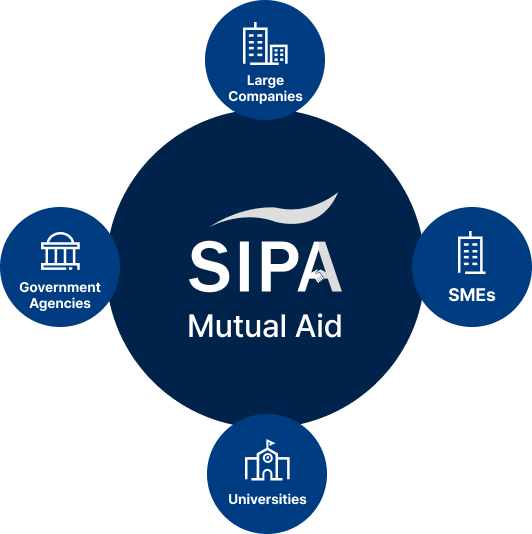 Large
Companies
SIPA
Mutual Aid
Government
Agencies
SMEs
Universities